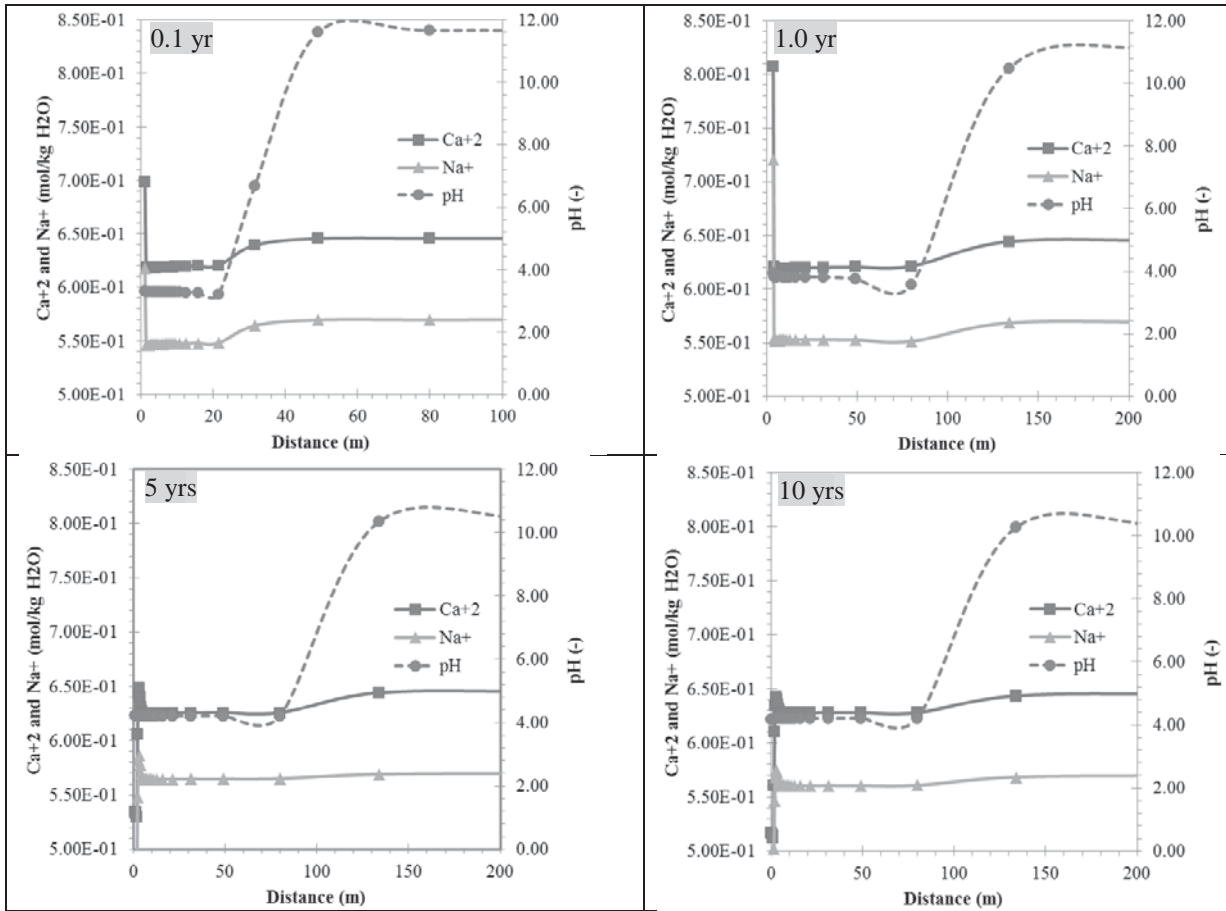 0.1 yr
8.50E-01
8.00E-01
7.50E-01
7.00E-01
6.50E-01
6.00E-01
5.50E-01
5.00E-01
Ca+2 and Na+ (mol/kg H2O)
0 20 40 60 80 100
Distance (m)
12.00
10.00
8.00
6.00
4.00
2.00
0.00
pH (-)
Ca+2
Na+
pH
1.0 yr
8.50E-01
8.00E-01
7.50E-01
7.00E-01
6.50E-01
6.00E-01
5.50E-01
5.00E-01
Ca+2 and Na+ (mol/kg H2O)
0 50 100 150 200
Distance (m)
12.00
10.00
8.00
6.00
4.00
2.00
0.00
pH (-)
Ca+2
Na+
pH
5 yrs
8.50E-01
8.00E-01
7.50E-01
7.00E-01
6.50E-01
6.00E-01
5.50E-01
5.00E-01
Ca+2 and Na+ (mol/kg H2O)
0 50 100 150 200
Distance (m)
12.00
10.00
8.00
6.00
4.00
2.00
0.00
pH (-)
Ca+2
Na+
pH
10 yrs
8.50E-01
8.00E-01
7.50E-01
7.00E-01
6.50E-01
6.00E-01
5.50E-01
5.00E-01
Ca+2 and Na+ (mol/kg H2O)
0 50 100 150 200
Distance (m)
12.00
10.00
8.00
6.00
4.00
2.00
0.00
pH (-)
Ca+2
Na+
pH